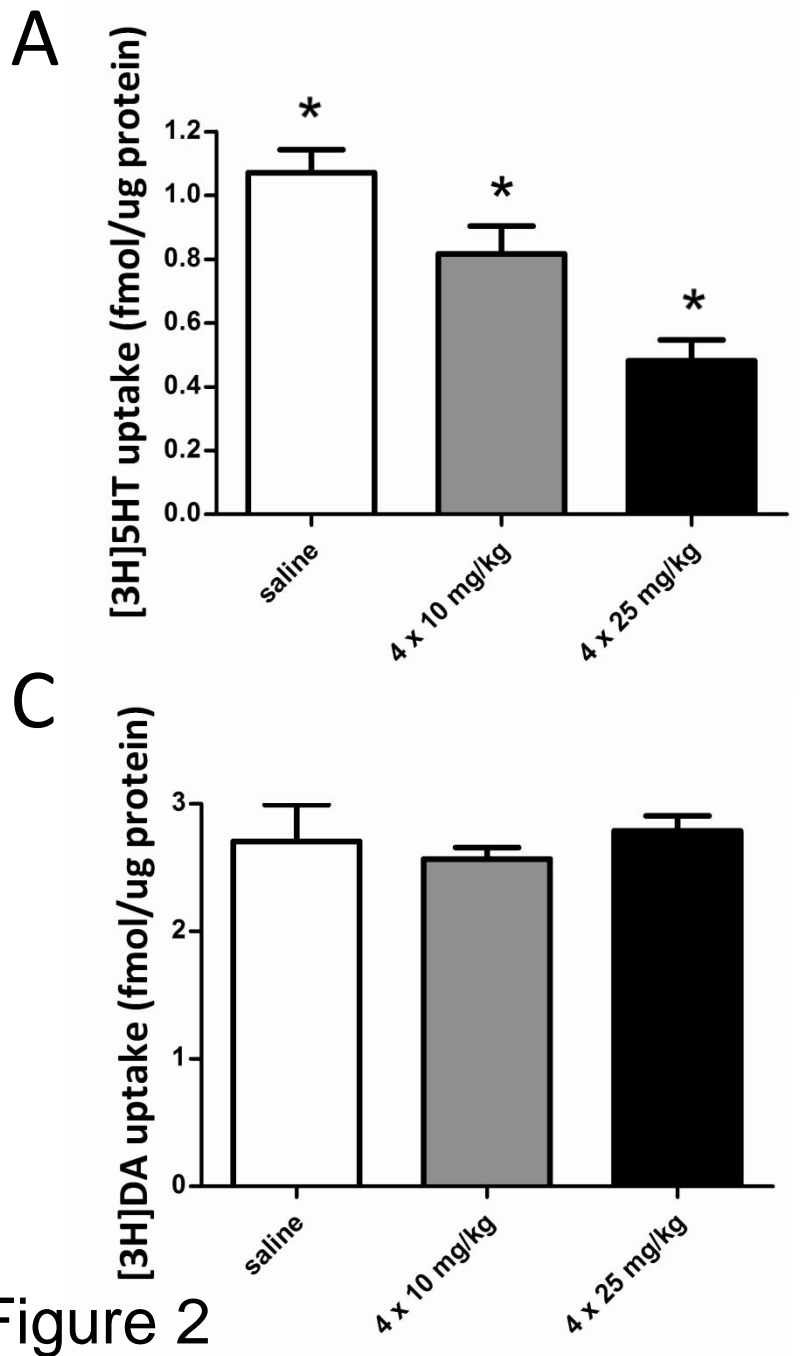 A
[3H]5HT uptake (fmol/ug protein)
*
*
*
1.2
1.0
0.8
0.6
0.4
0.2
0.0
saline
4 x 10 mg/kg
4 x 25 mg/kg
C
[3H]DA uptake (fmol/ug protein)
3
2
1
0
saline
4 x 10 mg/kg
4 x 25 mg/kg
Figure 2